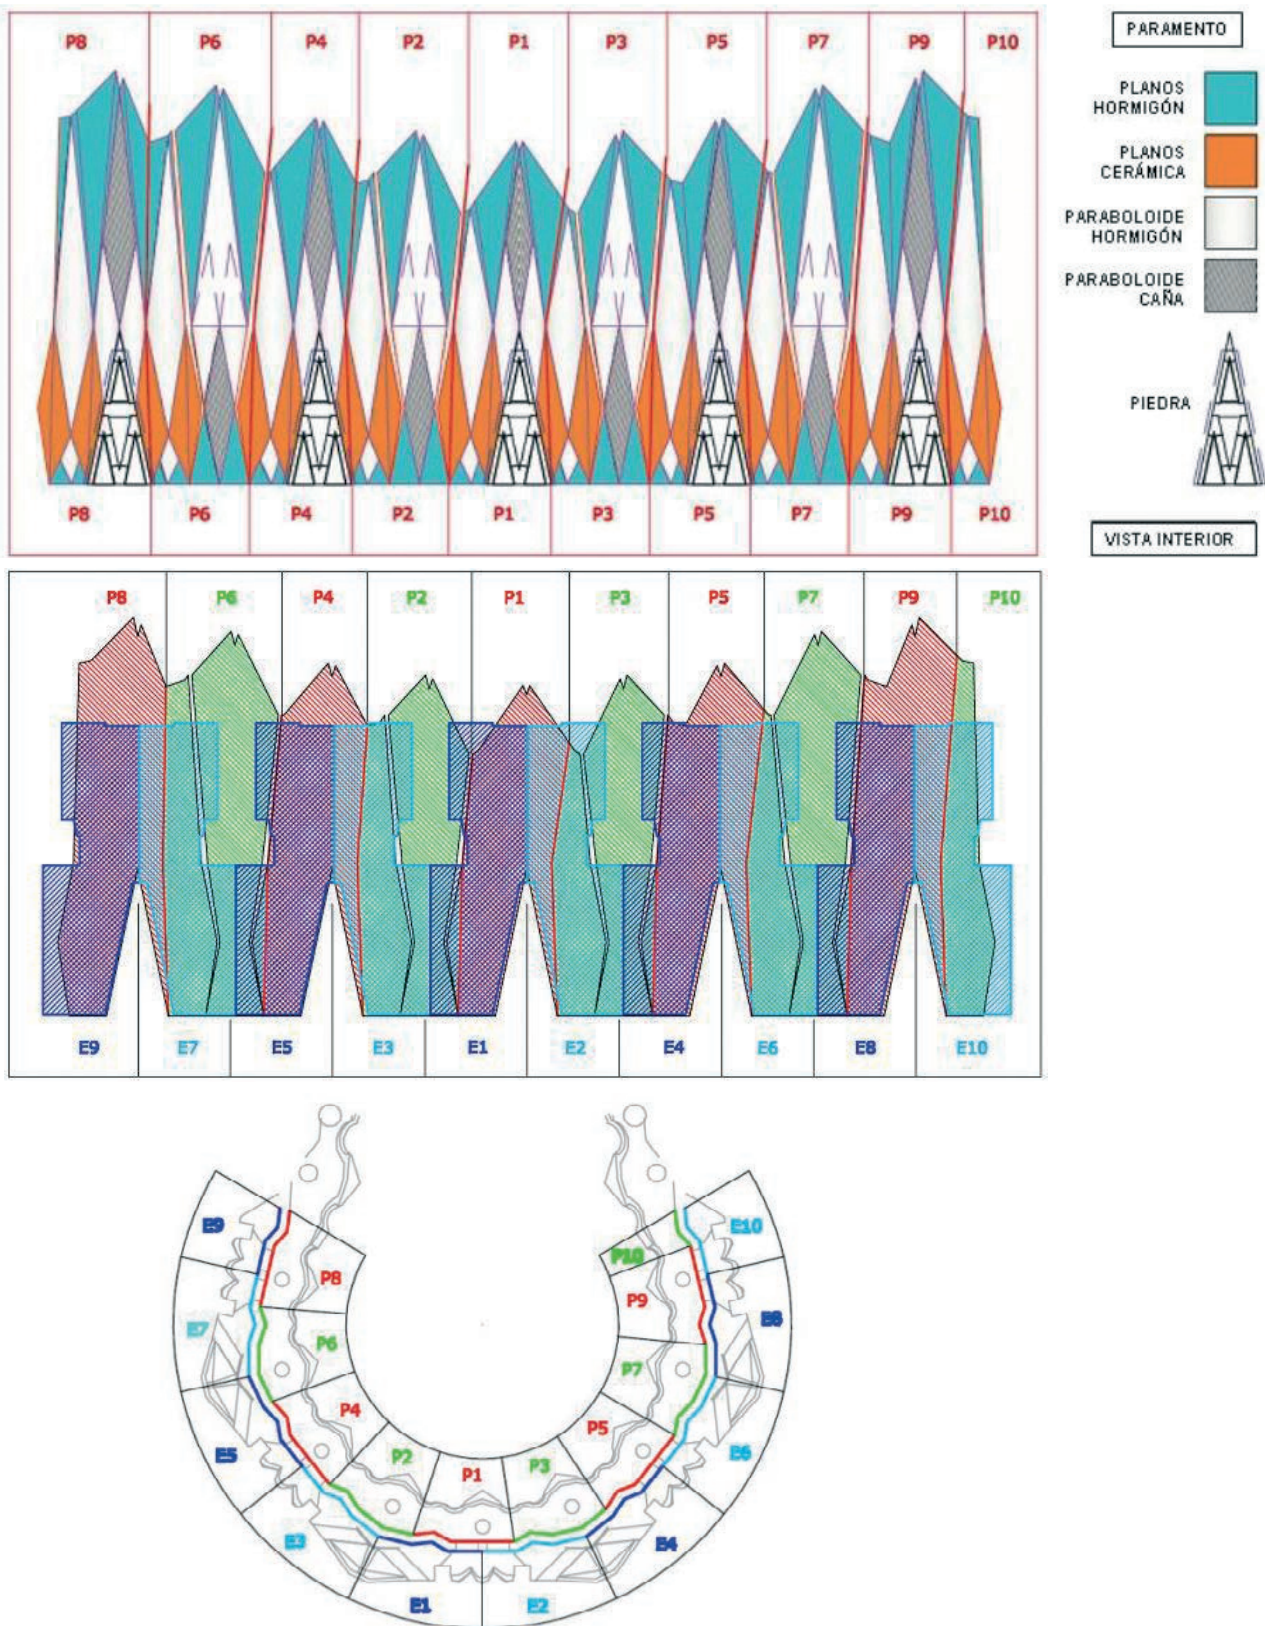 P8 P6 P4 P2 P1 P3 P5 P7 P9 P10
PARAMENTO
PLANOS
HORMIGÓN
PLANOS
CERÁMICA
PARABOLOIDE
HORMIGÓN
PARABOLOIDE
CAÑA
PIEDRA
P8 P6 P4 P2 P1 P3 P5 P7 P9 P10
VISTA INTERIOR
P8 P6 P4 P2 P1 P3 P5 P7 P9 P10
E9 E7 E5 E3 E1 E2 E4 E6 E8 E10
E9 E10
P10
P8 P9
E7 E8
P6 P7
P4 P5
E5 P2 P1 P3 E6
E3 E4
E1 E2